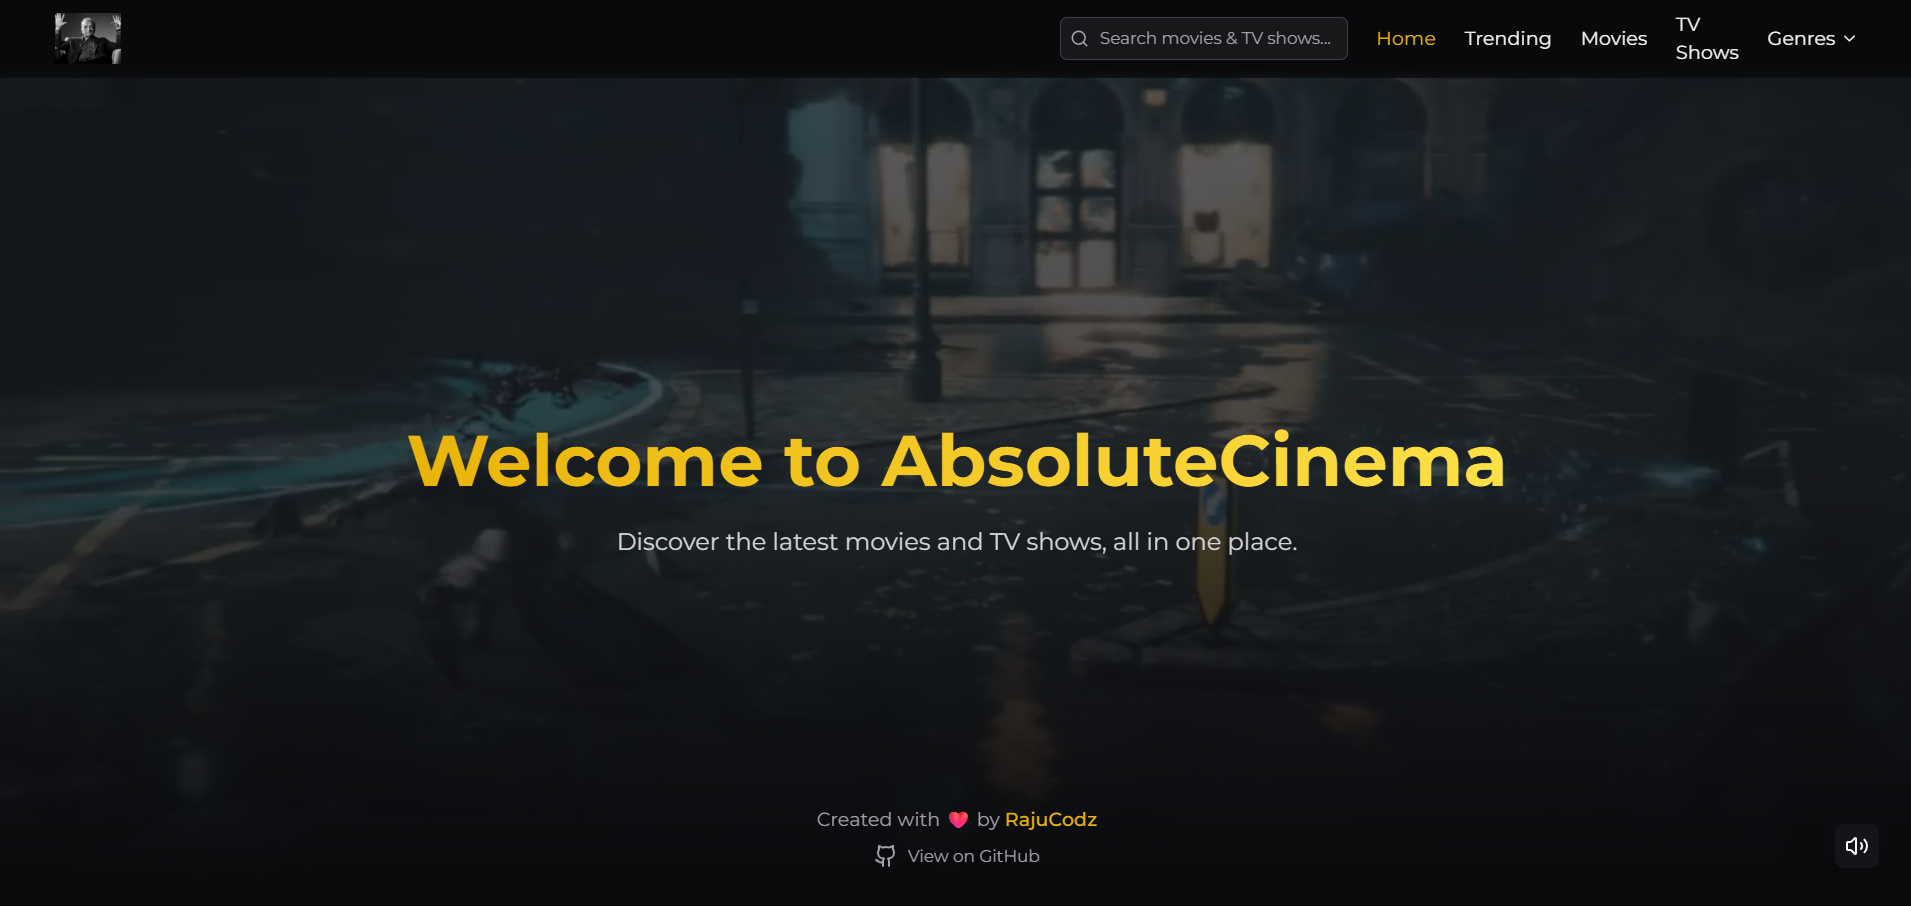 Search movies & TV shows...
Home
Trending
Movies
TV
Shows
Genres
Welcome to AbsoluteCinema
Discover the latest movies and TV shows, all in one place.
Created with ❤️ by RajuCodz
View on GitHub